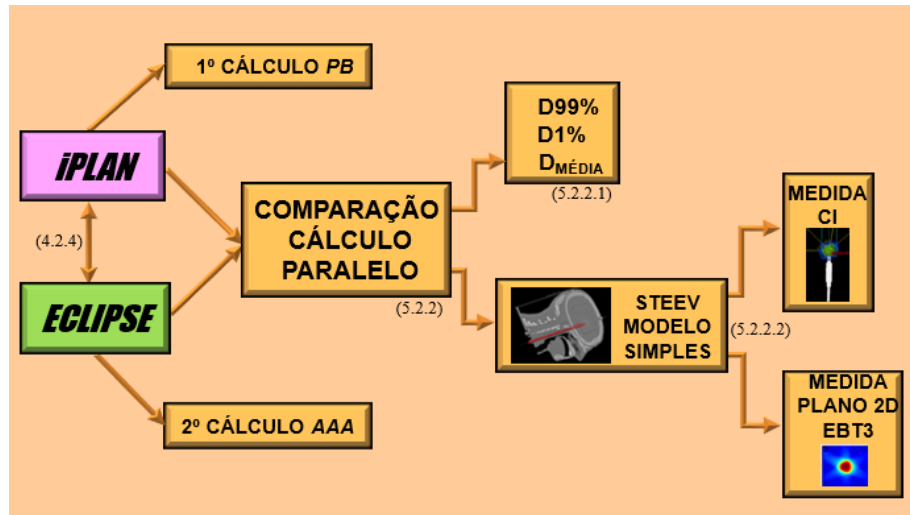 1º CÁLCULO PB
iPLAN
(4.2.4)
ECLIPSE
2º CÁLCULO AAA
COMPARAÇÃO
CÁLCULO
PARALELO
(5.2.2)
D99%
D1%
DMÉDIA
(5.2.2.1)
STEEV
MODELO
SIMPLES
(5.2.2.2)
MEDIDA
CI
MEDIDA
PLANO 2D
EBT3